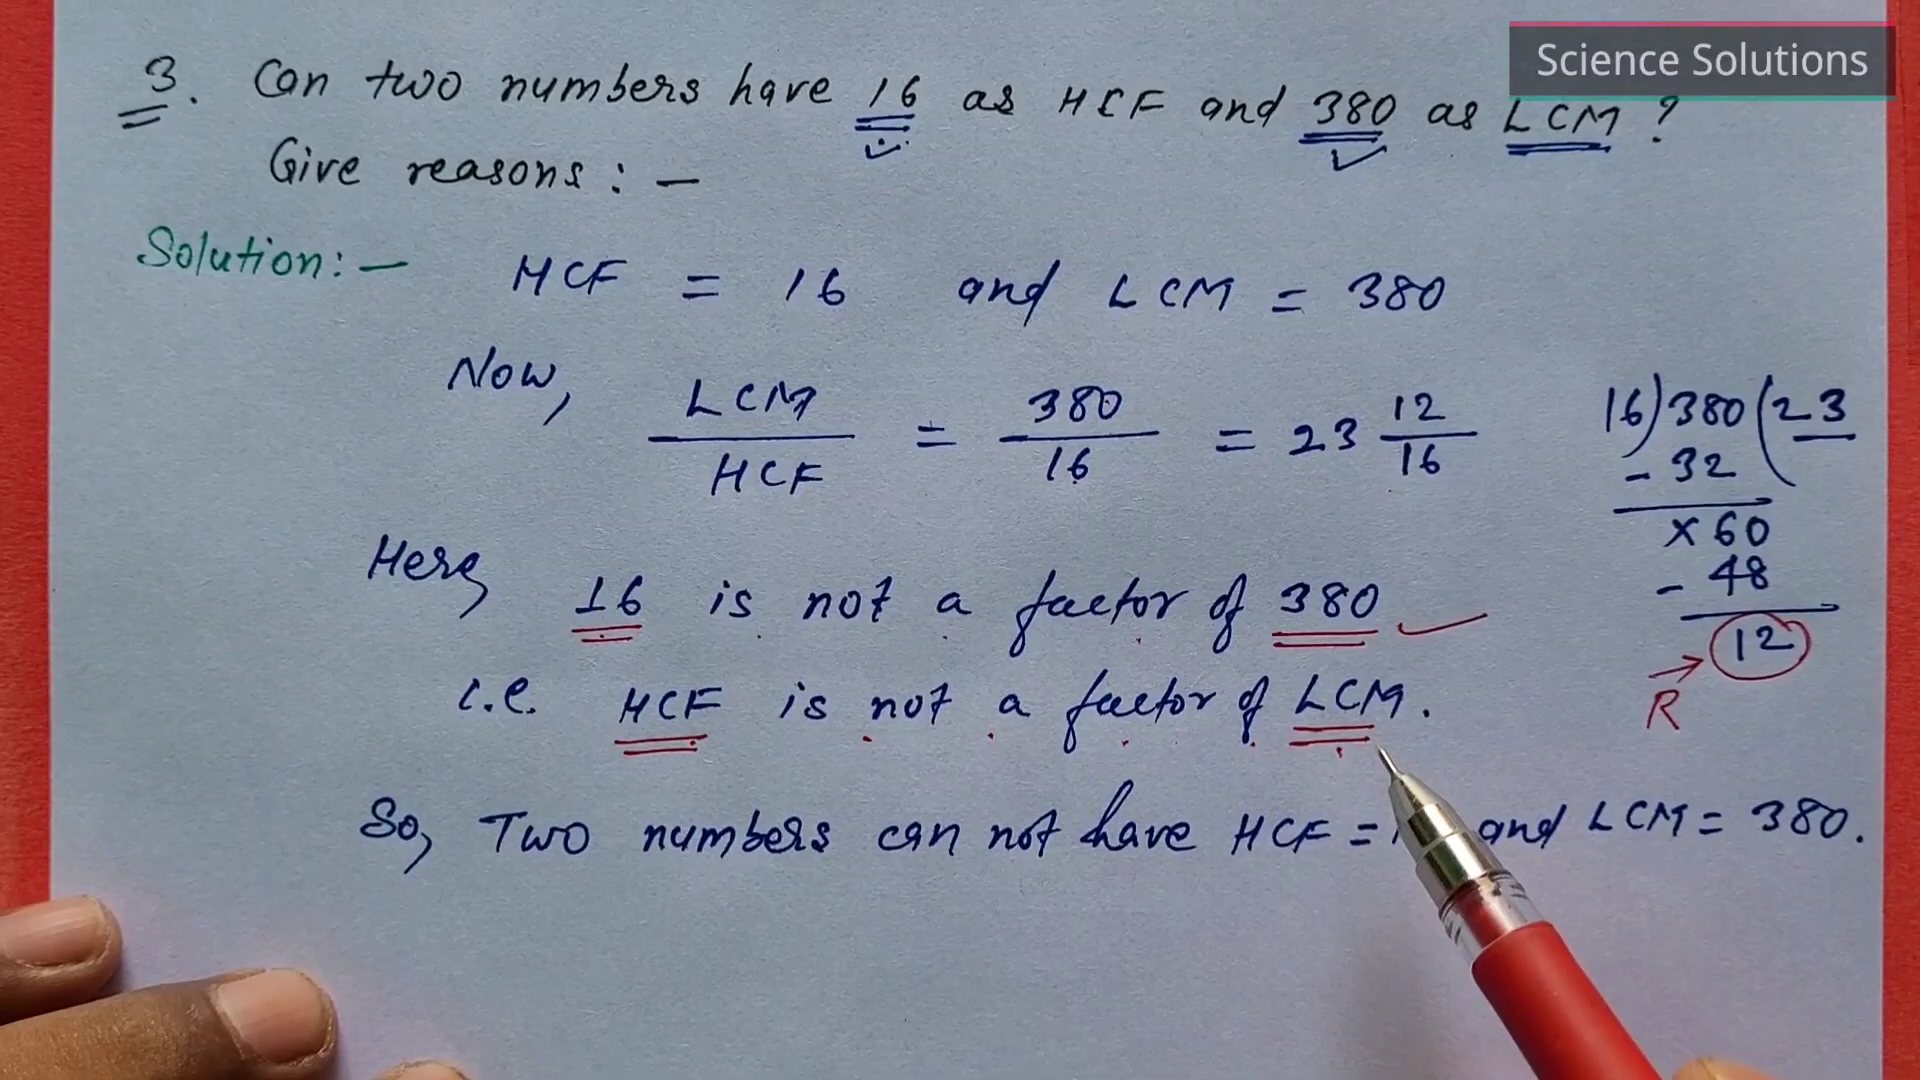 Science Solutions
3. Can two numbers have 16 as HCF and 380 as LCM ?
Give reasons : -
Solution:-
HCF = 16 and LCM = 380
Now, LCM/HCF = 380/16 = 23 12/16
16)380(23
- 32
x60
- 48
12
R
Here, 16 is not a factor of 380
i.e. HCF is not a factor of LCM.
So, Two numbers can not have HCF = and LCM = 380.